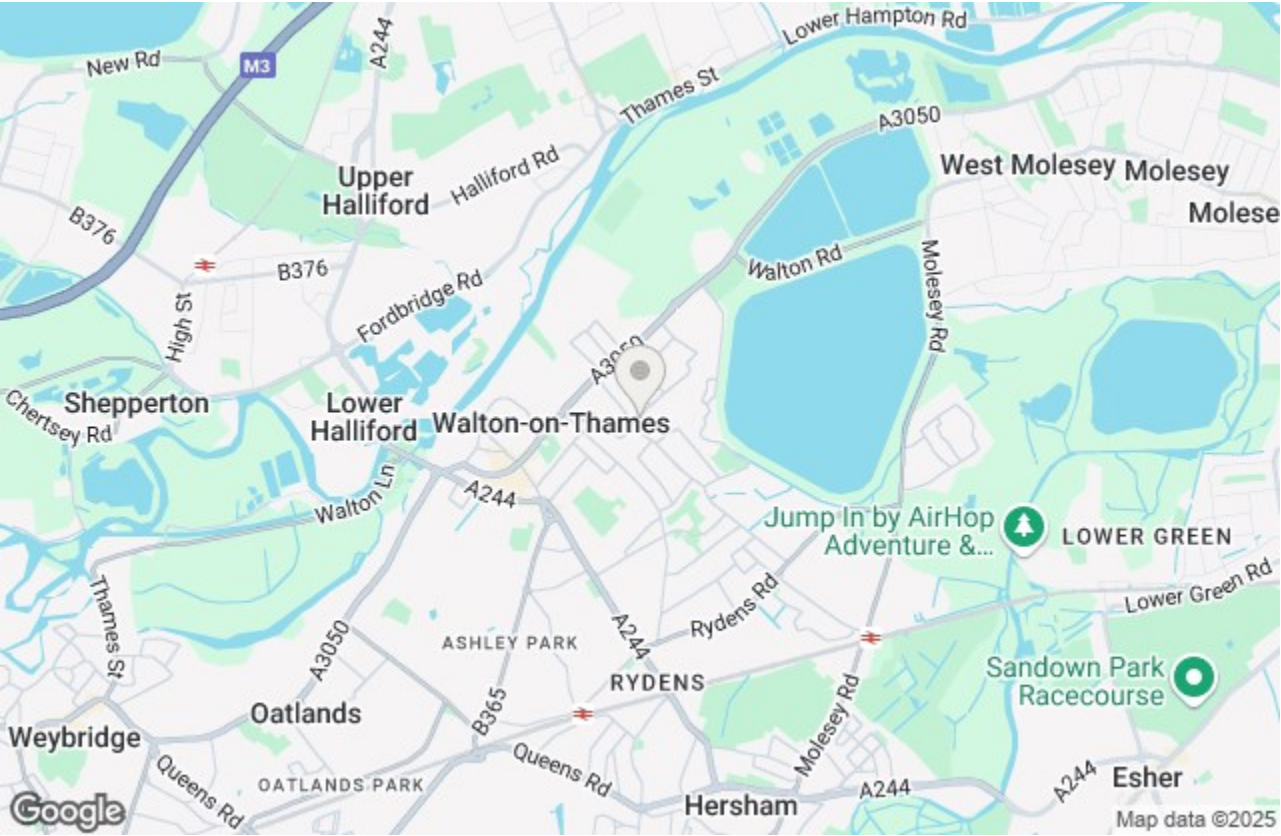 Lower Hampton Rd
A244
New Rd
M3
Thames St
A3050
West Molesey
Molesey
Upper
Halliford
Halliford Rd
Molese
B376
B376
Walton Rd
Molesey Rd
High St
Fordbridge Rd
A3050
Shepperton
Chertsey Rd
Lower
Halliford
Walton-on-Thames
Walton Ln
A244
Jump In by AirHop
Adventure &...
LOWER GREEN
Thames St
Lower Green Rd
Rydens Rd
A244
A3050
ASHLEY PARK
RYDENS
Sandown Park
Racecourse
Oatlands
B365
Molesey Rd
Weybridge
Queens Rd
OATLANDS PARK
Queens Rd
Hersham
A244
A244
Esher
Google
Map data ©2025